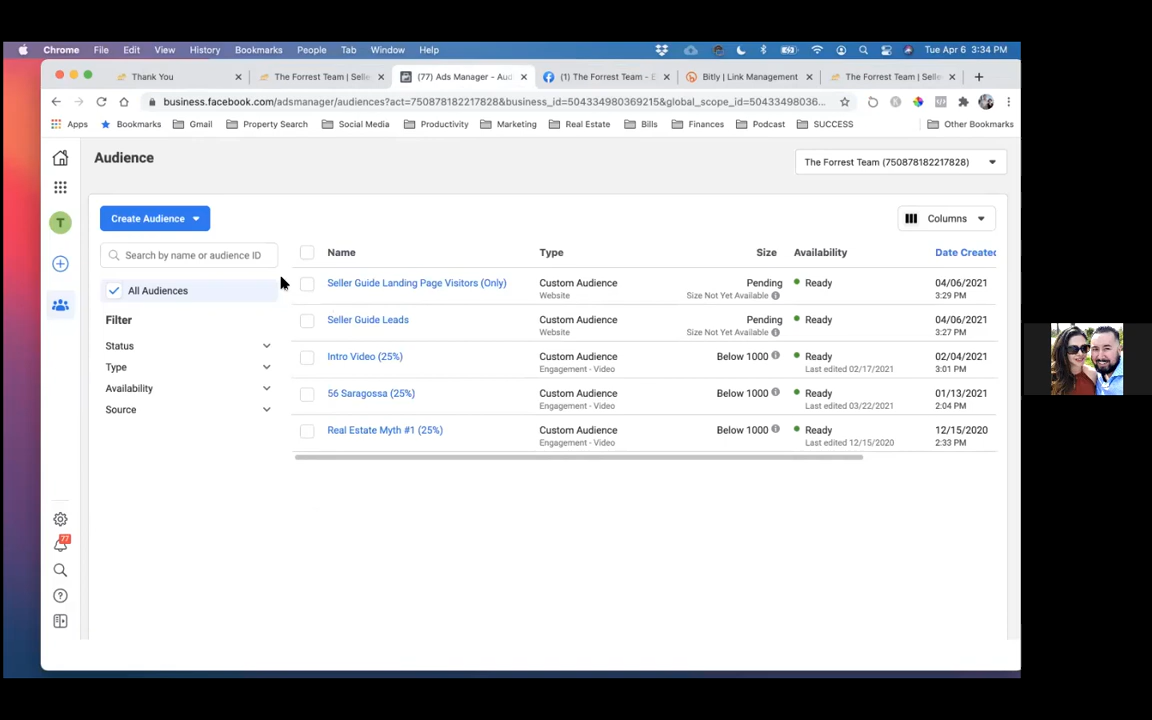 Chrome File Edit View History Bookmarks People Tab Window Help Tue Apr 6 3:34 PM
Thank You The Forrest Team | Selle (77) Ads Manager - Aud (1) The Forrest Team - E Bitly | Link Management The Forrest Team | Selle
business.facebook.com/adsmanager/audiences?act=750878182217828&business_id=504334980369215&global_scope_id=50433498036...
Apps Bookmarks Gmail Property Search Social Media Productivity Marketing Real Estate Bills Finances Podcast SUCCESS Other Bookmarks
Audience
The Forrest Team (750878182217828)
T
Create Audience
Columns
Search by name or audience ID
Name Type Size Availability Date Created
All Audiences
Filter
Status
Type
Availability
Source
Seller Guide Landing Page Visitors (Only) Custom Audience Pending Ready 04/06/2021
Website Size Not Yet Available 3:29 PM
Seller Guide Leads Custom Audience Pending Ready 04/06/2021
Website Size Not Yet Available 3:27 PM
Intro Video (25%) Custom Audience Below 1000 Ready 02/04/2021
Engagement - Video Last edited 02/17/2021 3:01 PM
56 Saragossa (25%) Custom Audience Below 1000 Ready 01/13/2021
Engagement - Video Last edited 03/22/2021 2:04 PM
Real Estate Myth #1 (25%) Custom Audience Below 1000 Ready 12/15/2020
Engagement - Video Last edited 12/15/2020 2:33 PM
77